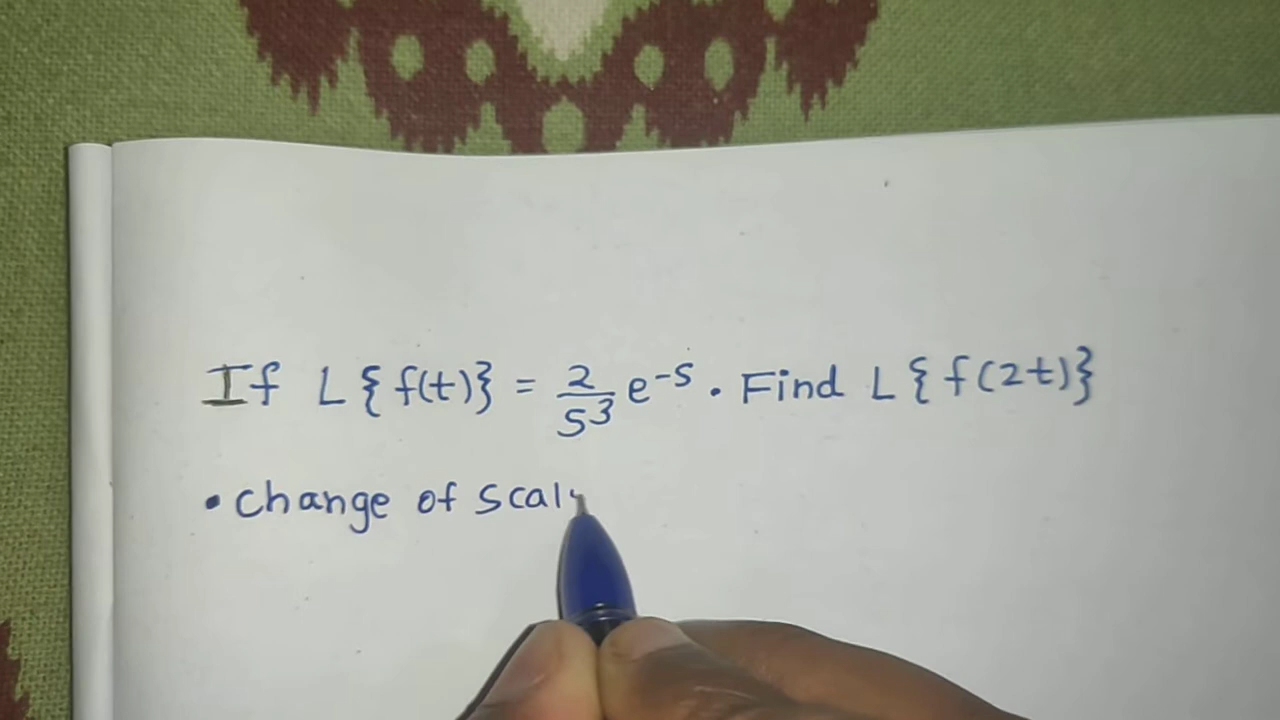 If L{f(t)} = 2/s³ e⁻ˢ. Find L{f(2t)}
• change of scal